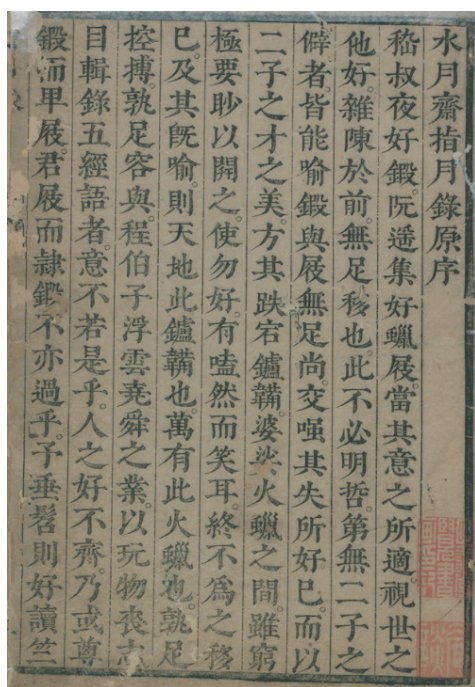 水月齋指月錄原序
嵇叔夜好鍛。阮遥集好蠟屐。當其意之所適。視世之
他好。雜陳於前。無足移也。此不必明哲。第無二子之
僻者。皆能喻鍛與屐無足尚。交嘆其失所好巳。而以
二子之才之美。方其跌宕鑪鞴。婆娑火蠟之間。雖窮
極要眇以開之。使勿好。有嗑然而笑耳。終不爲之移
巳。及其旣喻。則天地此鑪鞴也。萬有此火蠟也。孰足
控摶。孰足容與。程伯子浮雲堯舜之業。以玩物喪志
目輯錄五經語者。意不若是乎。人之好不齊。乃或尊
鍛而卑屐。君屐而隷鍛。不亦過乎。予垂髫則好讀竺